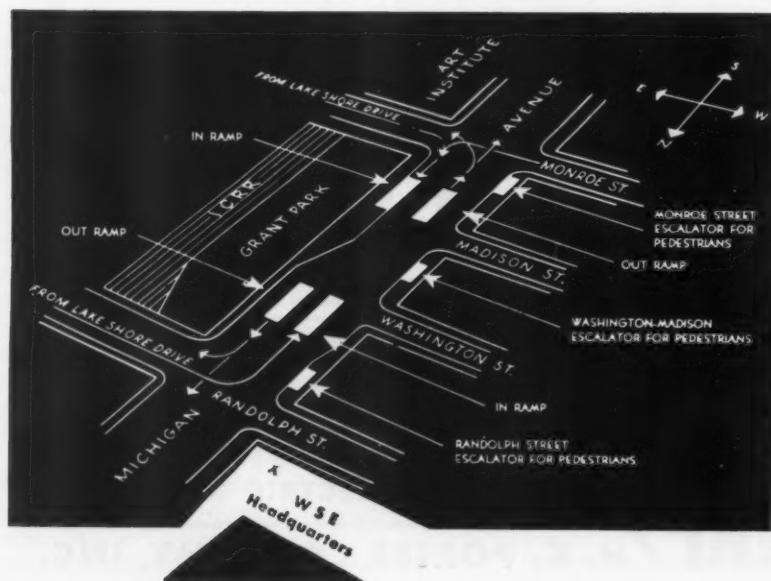 ART
INSTITUTE
FROM LAKE SHORE DRIVE
AVENUE
S
E
W
N
IN RAMP
MONROE ST.
I.C.R.R.
GRANT PARK
MONROE STREET
ESCALATOR FOR
PEDESTRIANS
OUT RAMP
MADISON ST.
OUT RAMP
WASHINGTON-MADISON
ESCALATOR FOR PEDESTRIANS
FROM LAKE SHORE DRIVE
WASHINGTON ST.
IN RAMP
MICHIGAN
RANDOLPH ST.
RANDOLPH STREET
ESCALATOR FOR PEDESTRIANS
WSE
Headquarters